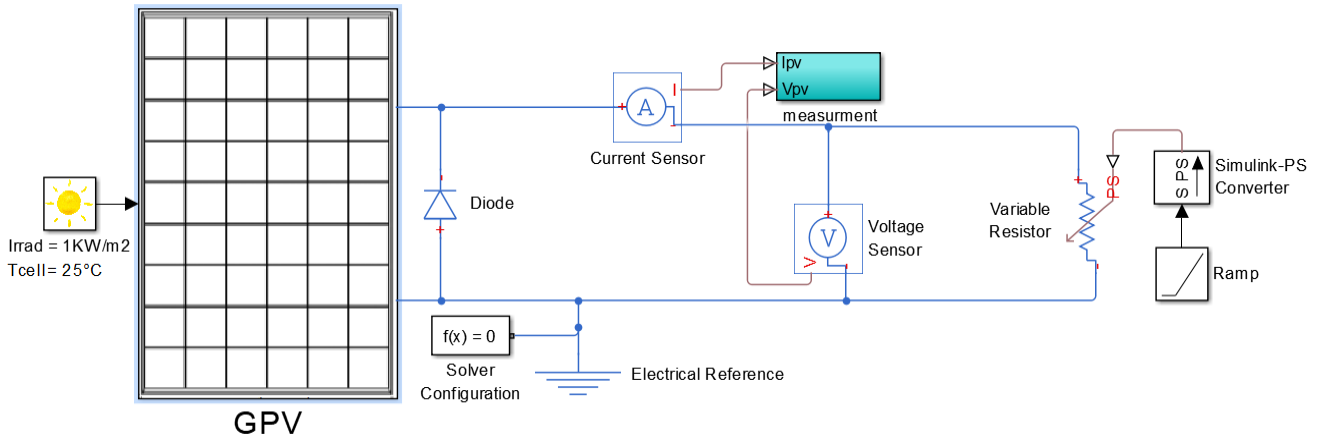 Ipv
Vpv
measurment
+
A
I
-
Current Sensor
Irrad = 1KW/m2
Tcell= 25°C
-
Diode
+
+
V
V
-
Voltage
Sensor
Variable
Resistor
+
-
PS
S PS
Simulink-PS
Converter
Ramp
f(x) = 0
Solver
Configuration
Electrical Reference
GPV